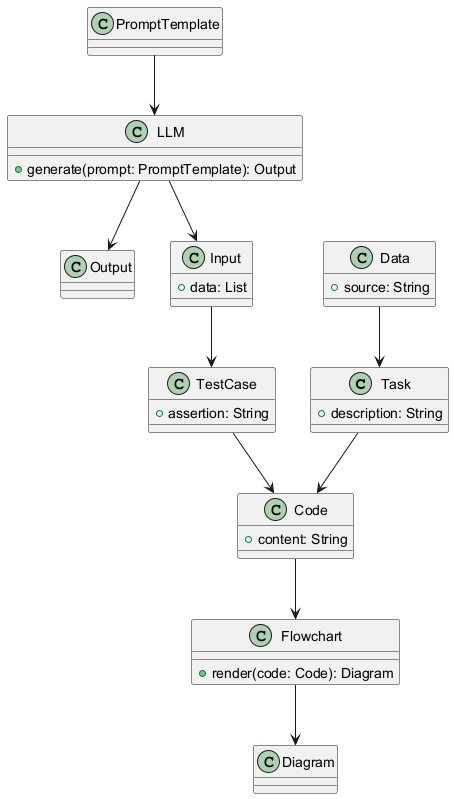 C PromptTemplate
C LLM
generate(prompt: PromptTemplate): Output
C Output
C Input
data: List
C Data
source: String
C TestCase
assertion: String
C Task
description: String
C Code
content: String
C Flowchart
render(code: Code): Diagram
C Diagram